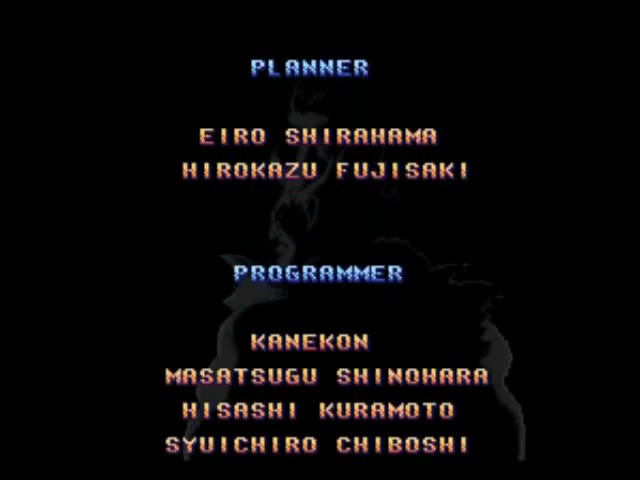 PLANNER
EIRO SHIRAHAMA
HIROKAZU FUJISAKI
PROGRAMMER
KANEKON
MASATSUGU SHINOHARA
HISASHI KURAMOTO
SYUICHIRO CHIBOSHI